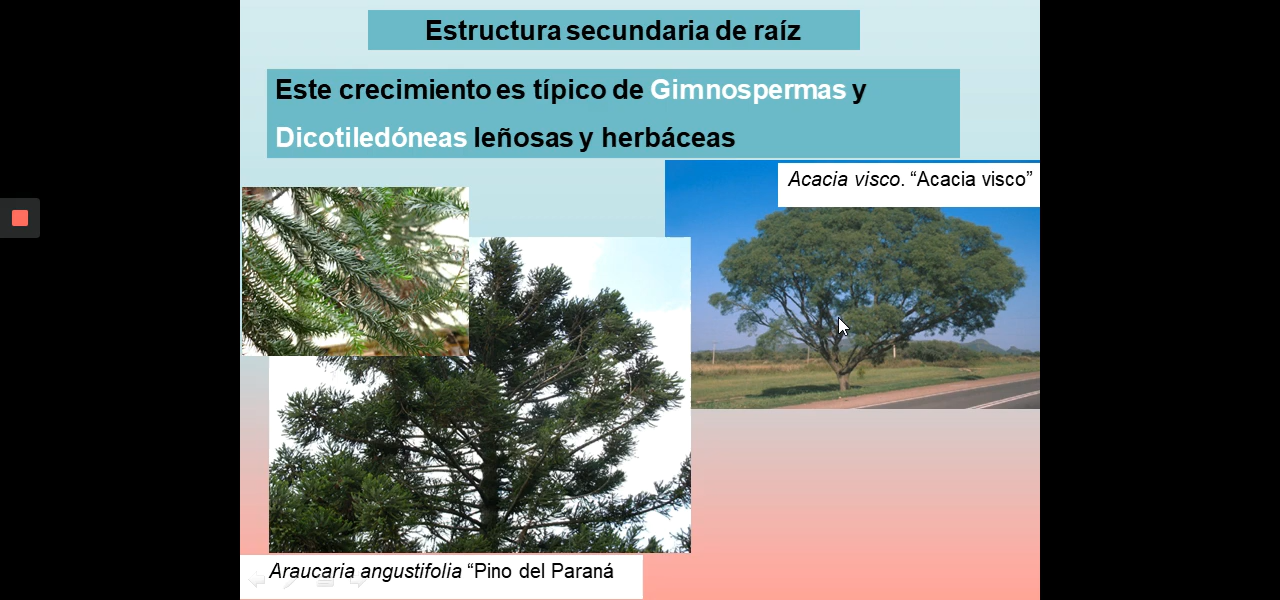 Estructura secundaria de raíz
Este crecimiento es típico de Gimnospermas y
Dicotiledóneas leñosas y herbáceas
Acacia visco. “Acacia visco”
Araucaria angustifolia “Pino del Paraná